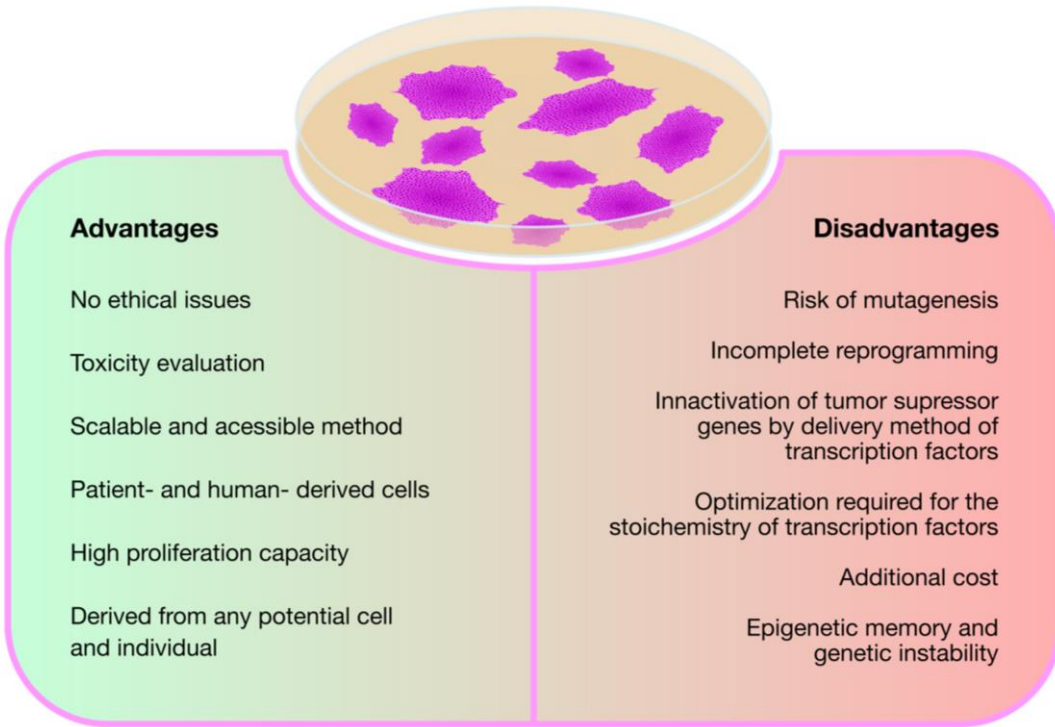 Advantages
No ethical issues
Toxicity evaluation
Scalable and acessible method
Patient- and human- derived cells
High proliferation capacity
Derived from any potential cell
and individual
Disadvantages
Risk of mutagenesis
Incomplete reprogramming
Innactivation of tumor supressor
genes by delivery method of
transcription factors
Optimization required for the
stoichemistry of transcription factors
Additional cost
Epigenetic memory and
genetic instability